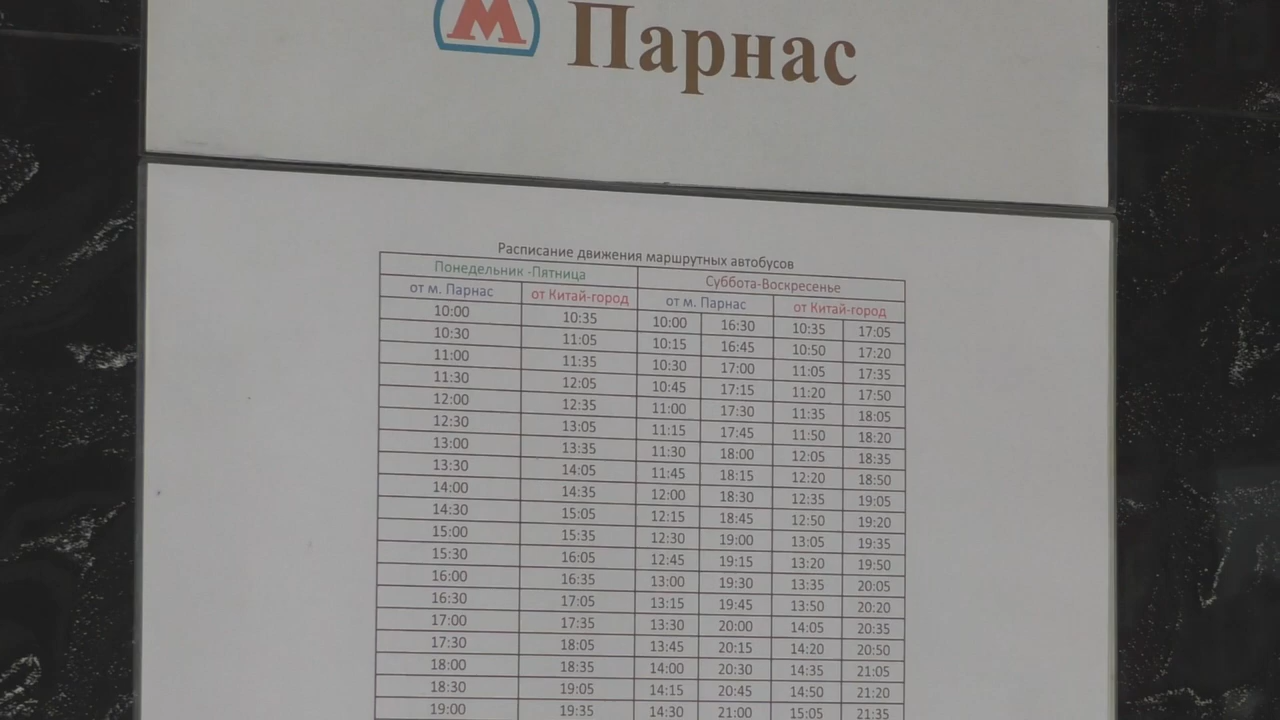 М Парнас
Расписание движения маршрутных автобусов
Понедельник -Пятница Суббота-Воскресенье
от м. Парнас от Китай-город от м. Парнас от Китай-город
10:00 10:35 10:00 16:30 10:35 17:05
10:30 11:05 10:15 16:45 10:50 17:20
11:00 11:35 10:30 17:00 11:05 17:35
11:30 12:05 10:45 17:15 11:20 17:50
12:00 12:35 11:00 17:30 11:35 18:05
12:30 13:05 11:15 17:45 11:50 18:20
13:00 13:35 11:30 18:00 12:05 18:35
13:30 14:05 11:45 18:15 12:20 18:50
14:00 14:35 12:00 18:30 12:35 19:05
14:30 15:05 12:15 18:45 12:50 19:20
15:00 15:35 12:30 19:00 13:05 19:35
15:30 16:05 12:45 19:15 13:20 19:50
16:00 16:35 13:00 19:30 13:35 20:05
16:30 17:05 13:15 19:45 13:50 20:20
17:00 17:35 13:30 20:00 14:05 20:35
17:30 18:05 13:45 20:15 14:20 20:50
18:00 18:35 14:00 20:30 14:35 21:05
18:30 19:05 14:15 20:45 14:50 21:20
19:00 19:35 14:30 21:00 15:05 21:35